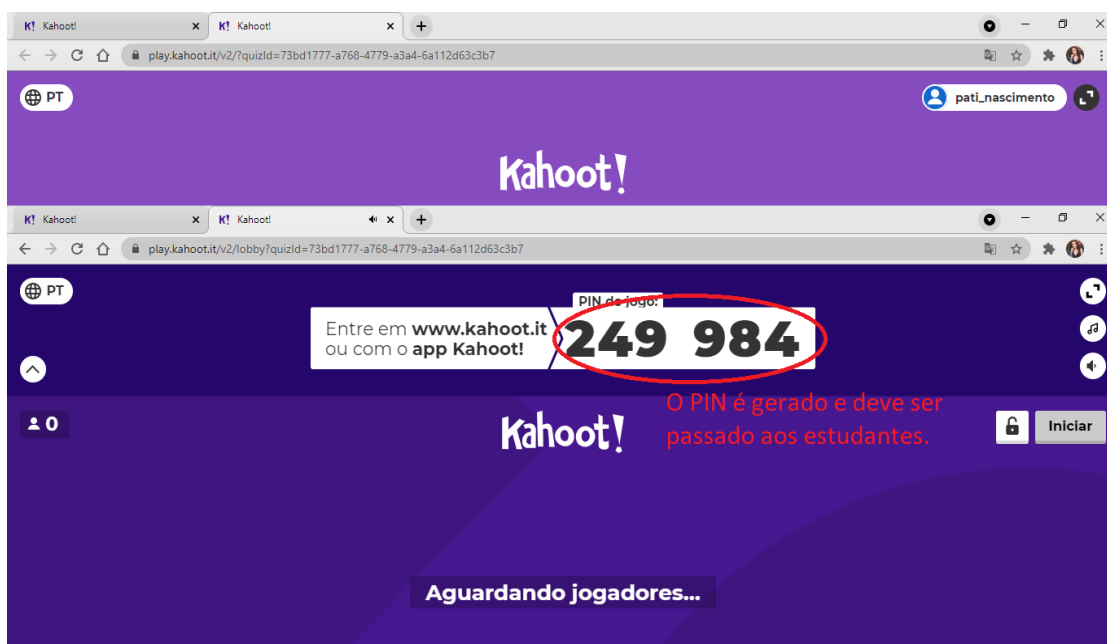 K! Kahoot!
K! Kahoot!
play.kahoot.it/v2/?quizId=73bd1777-a768-4779-a3a4-6a112d63c3b7
PT
pati_nascimento
Kahoot!
K! Kahoot!
K! Kahoot!
play.kahoot.it/v2/lobby?quizId=73bd1777-a768-4779-a3a4-6a112d63c3b7
PT
PIN do jogo:
Entre em www.kahoot.it
ou com o app Kahoot!
249 984
O PIN é gerado e deve ser
passado aos estudantes.
0
Kahoot!
Iniciar
Aguardando jogadores...